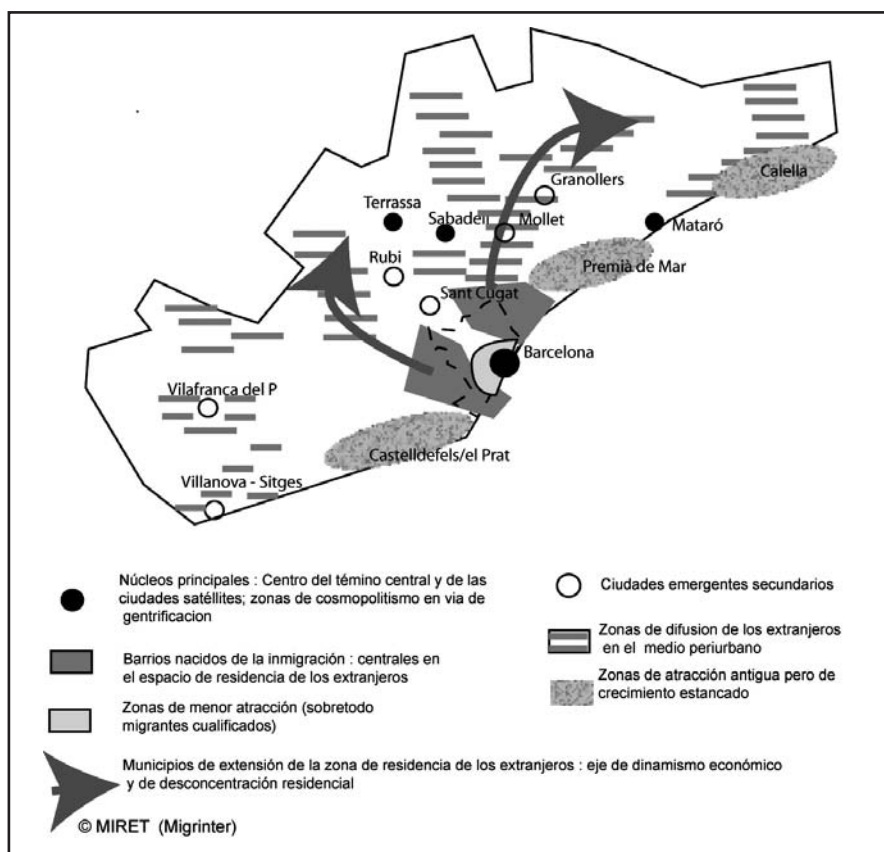 Calella
Granollers
Terrassa
Sabadell
Mollet
Mataró
Rubi
Premià de Mar
Sant Cugat
Barcelona
Vilafranca del P
Castelldefels/el Prat
Villanova - Sitges
Núcleos principales : Centro del témino central y de las
ciudades satéllites; zonas de cosmopolitismo en via de
gentrificacion
Barrios nacidos de la inmigración : centrales en
el espacio de residencia de los extranjeros
Zonas de menor atracción (sobretodo
migrantes cualificados)
Ciudades emergentes secundarios
Zonas de difusion de los extranjeros
en el medio periurbano
Zonas de atracción antigua pero de
crecimiento estancado
Municipios de extensión de la zona de residencia de los extranjeros : eje de dinamismo económico
y de desconcentración residencial
© MIRET (Migrinter)